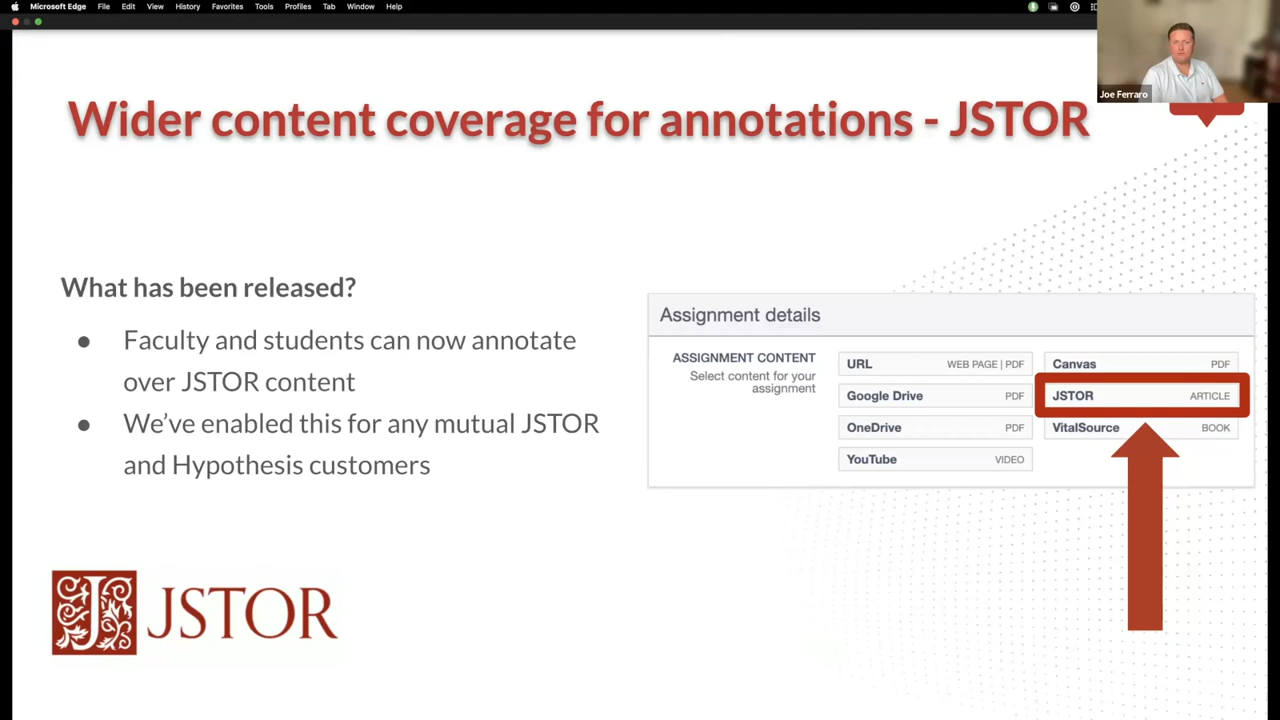 Microsoft Edge File Edit View History Favorites Tools Profiles Tab Window Help
Joe Ferraro
Wider content coverage for annotations - JSTOR
What has been released?
● Faculty and students can now annotate
over JSTOR content
● We’ve enabled this for any mutual JSTOR
and Hypothesis customers
JSTOR
Assignment details
ASSIGNMENT CONTENT
Select content for your
assignment
URL WEB PAGE | PDF
Canvas PDF
Google Drive PDF
JSTOR ARTICLE
OneDrive PDF
VitalSource BOOK
YouTube VIDEO